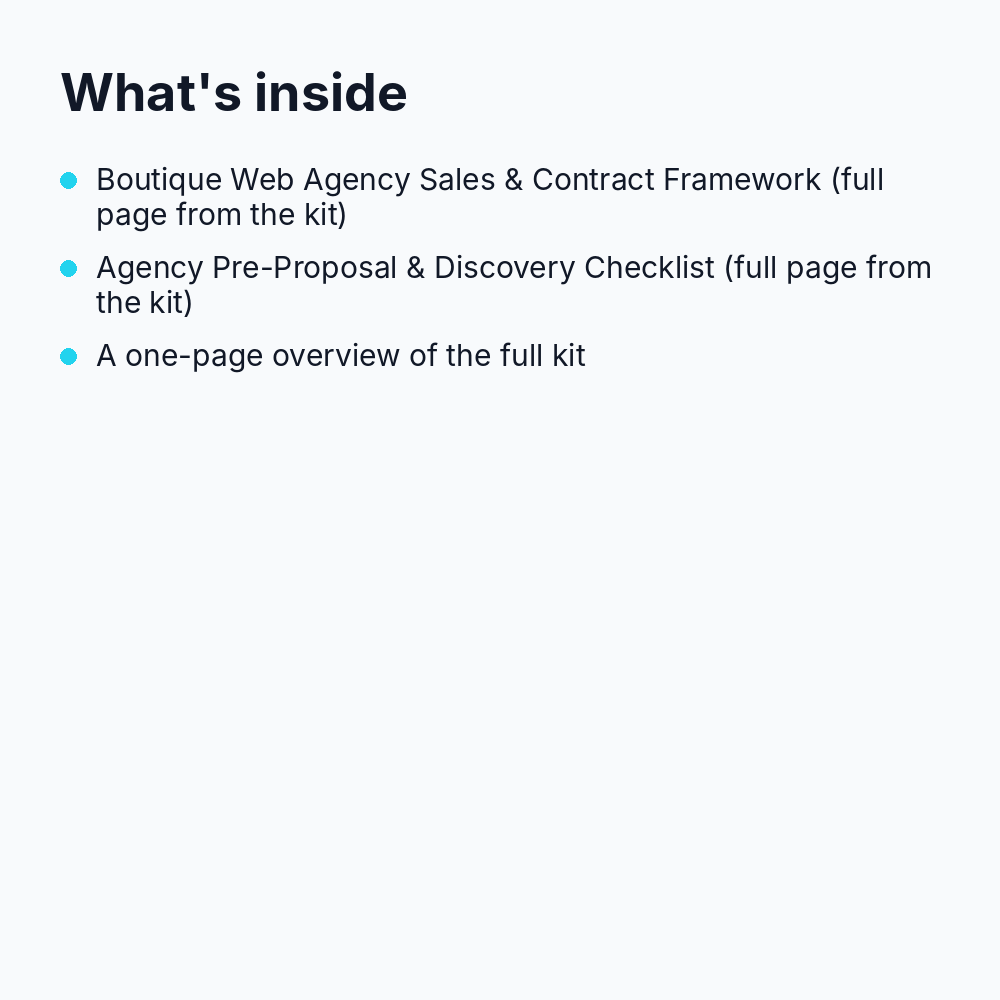 What's inside
Boutique Web Agency Sales & Contract Framework (full
page from the kit)
Agency Pre-Proposal & Discovery Checklist (full page from
the kit)
A one-page overview of the full kit